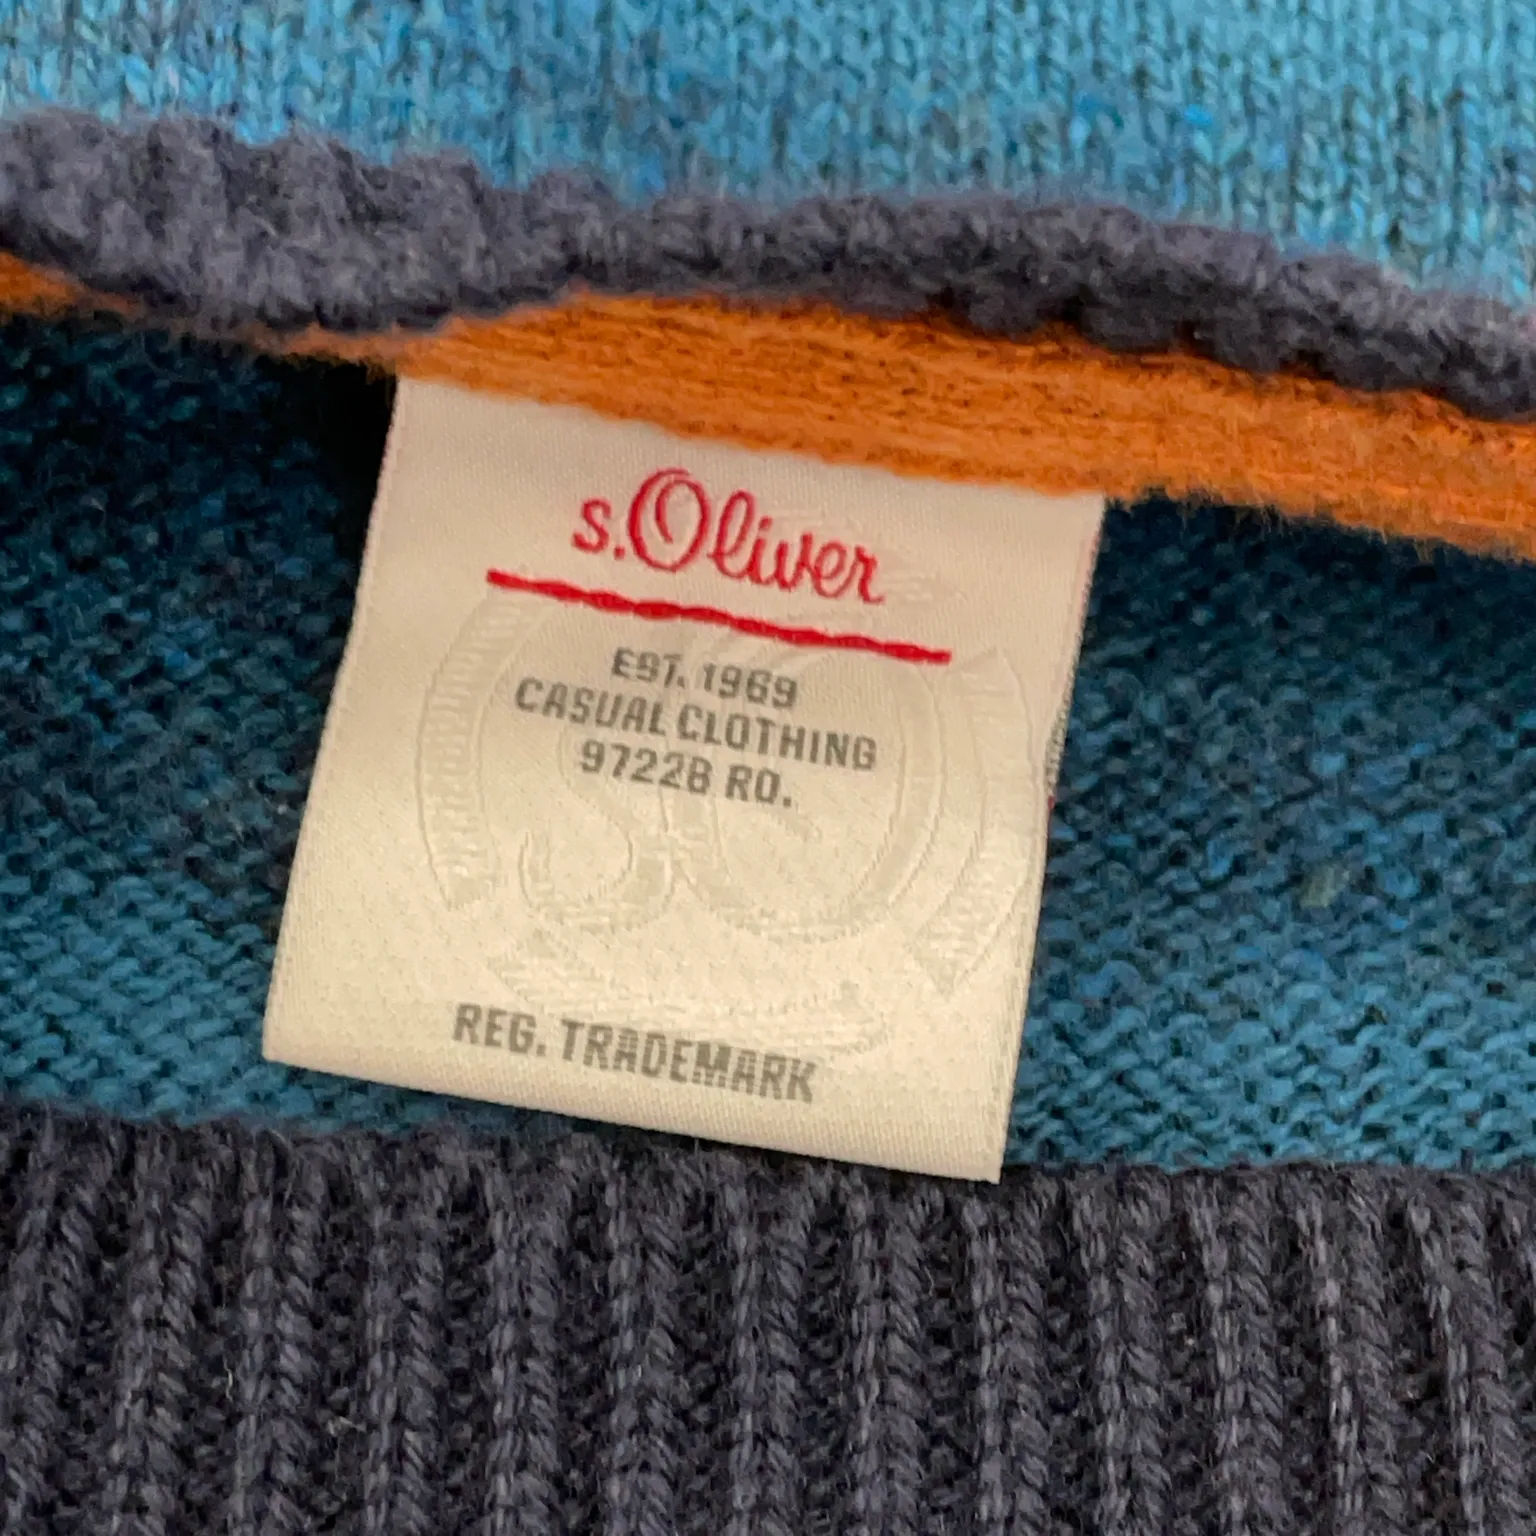 s.Oliver
EST. 1969
CASUAL CLOTHING
97228 RO.
REG. TRADEMARK